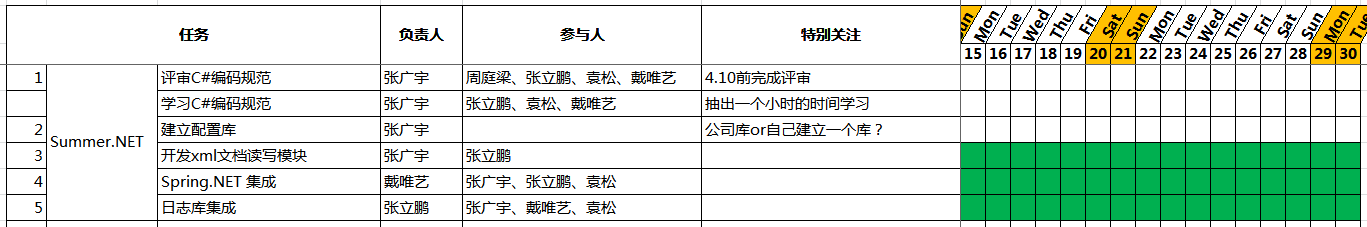 任务 负责人 参与人 特别关注 Mon Tue Wed Thu Fri Sat Sun Mon Tue Wed Thu Fri Sat Sun Mon Tue
15 16 17 18 19 20 21 22 23 24 25 26 27 28 29 30
1 评审C#编码规范 张广宇 周庭梁、张立鹏、袁松、戴唯艺 4.10前完成评审
学习C#编码规范 张广宇 张立鹏、袁松、戴唯艺 抽出一个小时的时间学习
2 Summer.NET 建立配置库 张广宇 公司库or自己建立一个库？
3 开发xml文档读写模块 张广宇 张立鹏
4 Spring.NET 集成 戴唯艺 张广宇、张立鹏、袁松
5 日志库集成 张立鹏 张广宇、戴唯艺、袁松